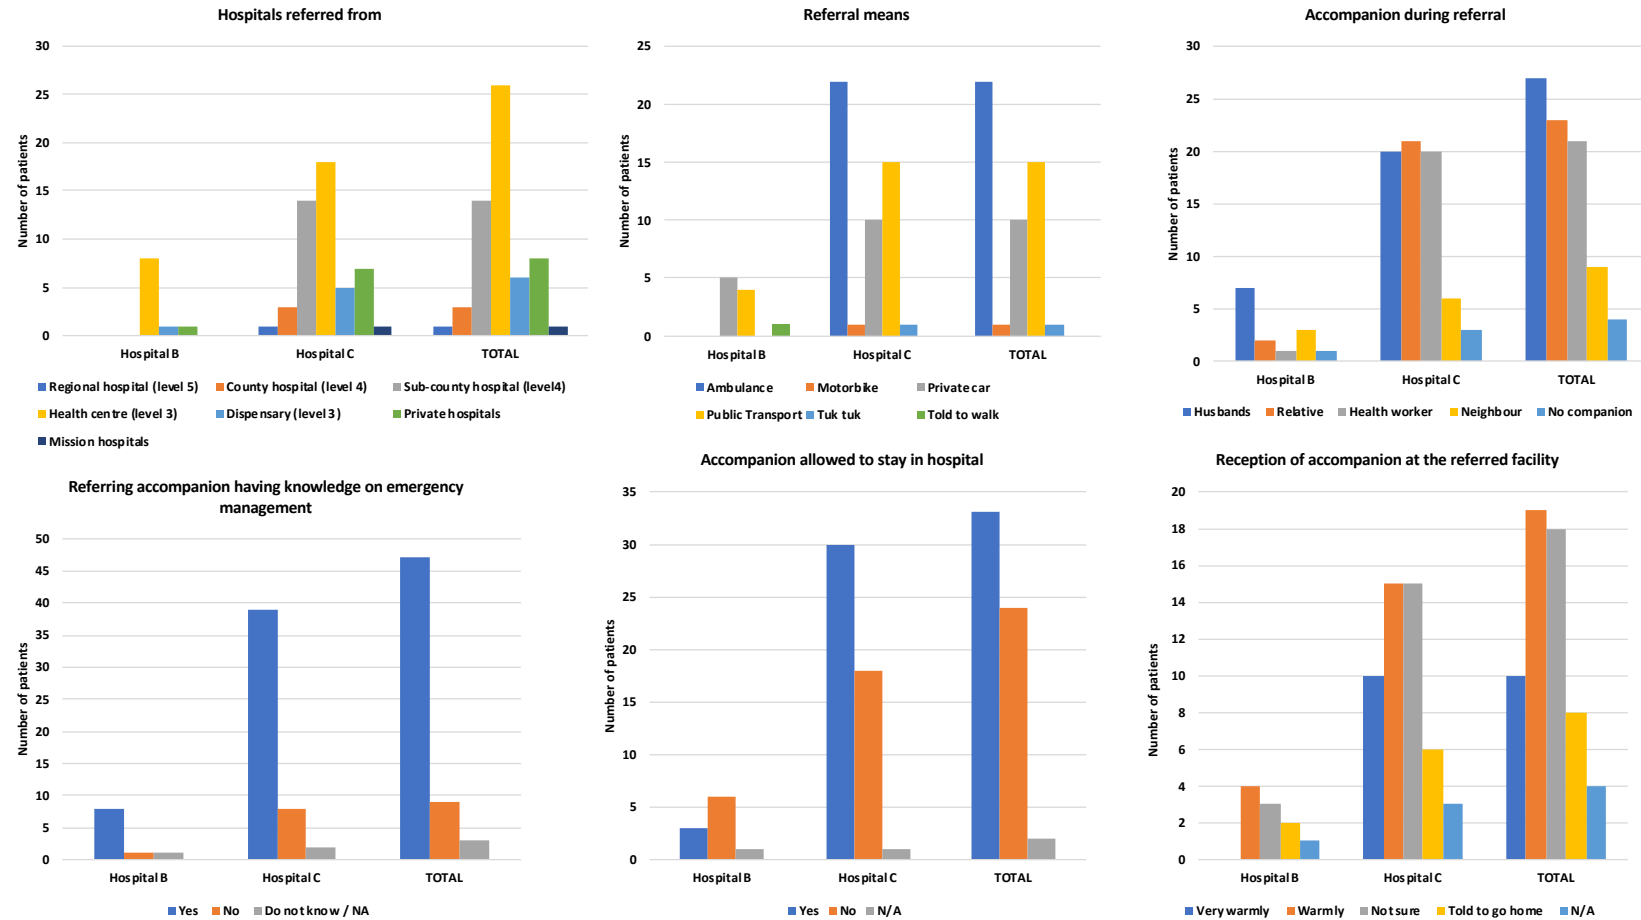 Hospitals referred from
30
25
20
15
10
5
0
Number of patients
Hospital B
Hospital C
TOTAL
Regional hospital (level 5)
County hospital (level 4)
Sub-county hospital (level4)
Health centre (level 3)
Dispensary (level 3)
Private hospitals
Mission hospitals
Referral means
25
20
15
10
5
0
Number of patients
Hospital B
Hospital C
TOTAL
Ambulance
Motorbike
Private car
Public Transport
Tuk tuk
Told to walk
Accompanion during referral
30
25
20
15
10
5
0
Number of patients
Hospital B
Hospital C
TOTAL
Husbands
Relative
Health worker
Neighbour
No companion
Referring accompanion having knowledge on emergency
management
50
45
40
35
30
25
20
15
10
5
0
Number of patients
Hospital B
Hospital C
TOTAL
Yes
No
Do not know / NA
Accompanion allowed to stay in hospital
35
30
25
20
15
10
5
0
Number of patients
Hospital B
Hospital C
TOTAL
Yes
No
N/A
Reception of accompanion at the referred facility
20
18
16
14
12
10
8
6
4
2
0
Number of patients
Hospital B
Hospital C
TOTAL
Very warmly
Warmly
Not sure
Told to go home
N/A